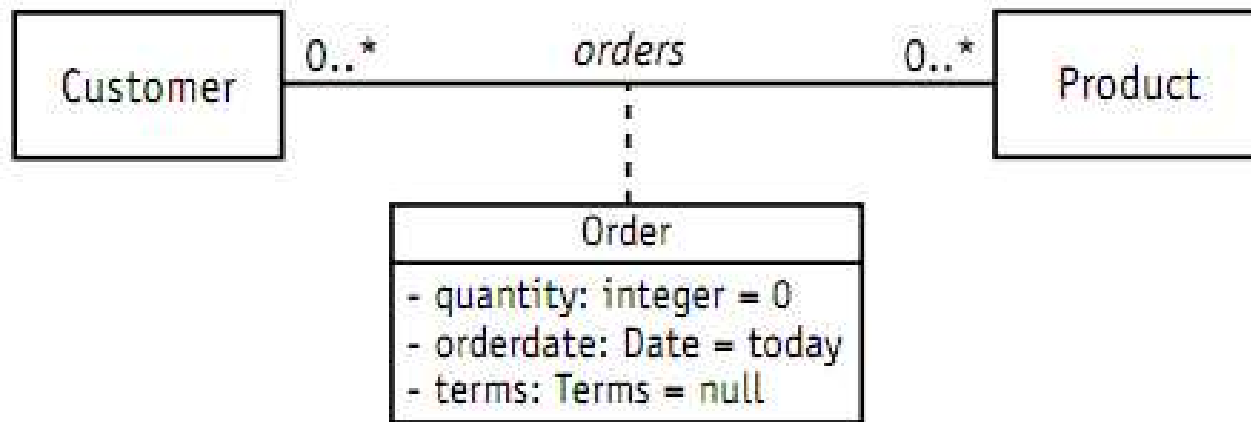 0..* orders 0..*
Customer Product
Order
- quantity: integer = 0
- orderdate: Date = today
- terms: Terms = null